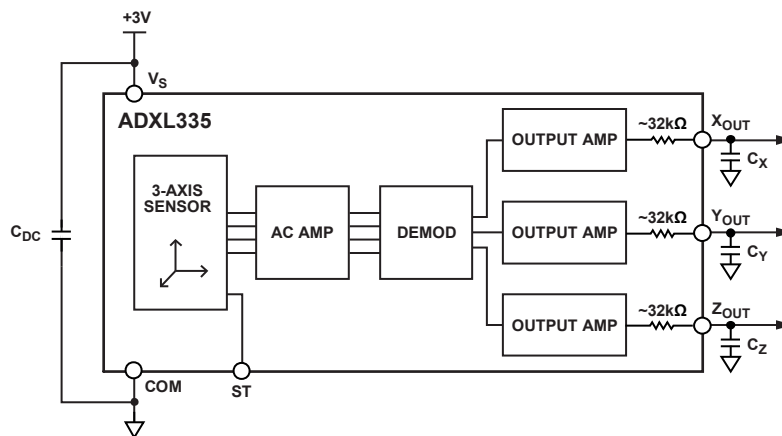 +3V
VS
ADXL335
3-AXIS
SENSOR
AC AMP
DEMOD
OUTPUT AMP
~32kΩ
XOUT
CX
OUTPUT AMP
~32kΩ
YOUT
CY
OUTPUT AMP
~32kΩ
ZOUT
CZ
CDC
COM
ST